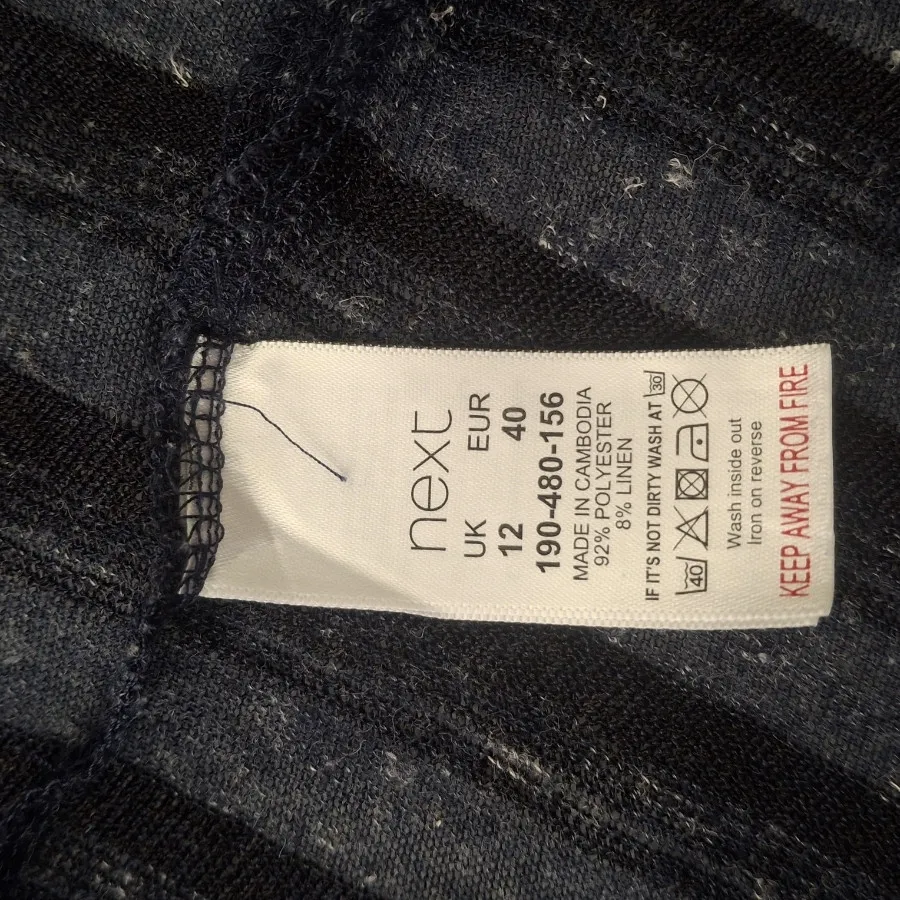 next
UK EUR
12 40
190-480-156
MADE IN CAMBODIA
92% POLYESTER
8% LINEN
IF IT'S NOT DIRTY WASH AT 30
40
Wash inside out
Iron on reverse
KEEP AWAY FROM FIRE